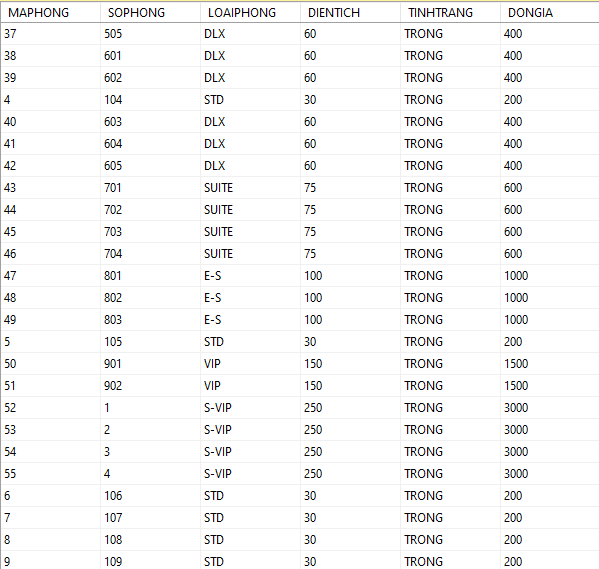 MAPHONG SOPHONG LOAIPHONG DIENTICH TINHTRANG DONGIA
37 505 DLX 60 TRONG 400
38 601 DLX 60 TRONG 400
39 602 DLX 60 TRONG 400
4 104 STD 30 TRONG 200
40 603 DLX 60 TRONG 400
41 604 DLX 60 TRONG 400
42 605 DLX 60 TRONG 400
43 701 SUITE 75 TRONG 600
44 702 SUITE 75 TRONG 600
45 703 SUITE 75 TRONG 600
46 704 SUITE 75 TRONG 600
47 801 E-S 100 TRONG 1000
48 802 E-S 100 TRONG 1000
49 803 E-S 100 TRONG 1000
5 105 STD 30 TRONG 200
50 901 VIP 150 TRONG 1500
51 902 VIP 150 TRONG 1500
52 1 S-VIP 250 TRONG 3000
53 2 S-VIP 250 TRONG 3000
54 3 S-VIP 250 TRONG 3000
55 4 S-VIP 250 TRONG 3000
6 106 STD 30 TRONG 200
7 107 STD 30 TRONG 200
8 108 STD 30 TRONG 200
9 109 STD 30 TRONG 200